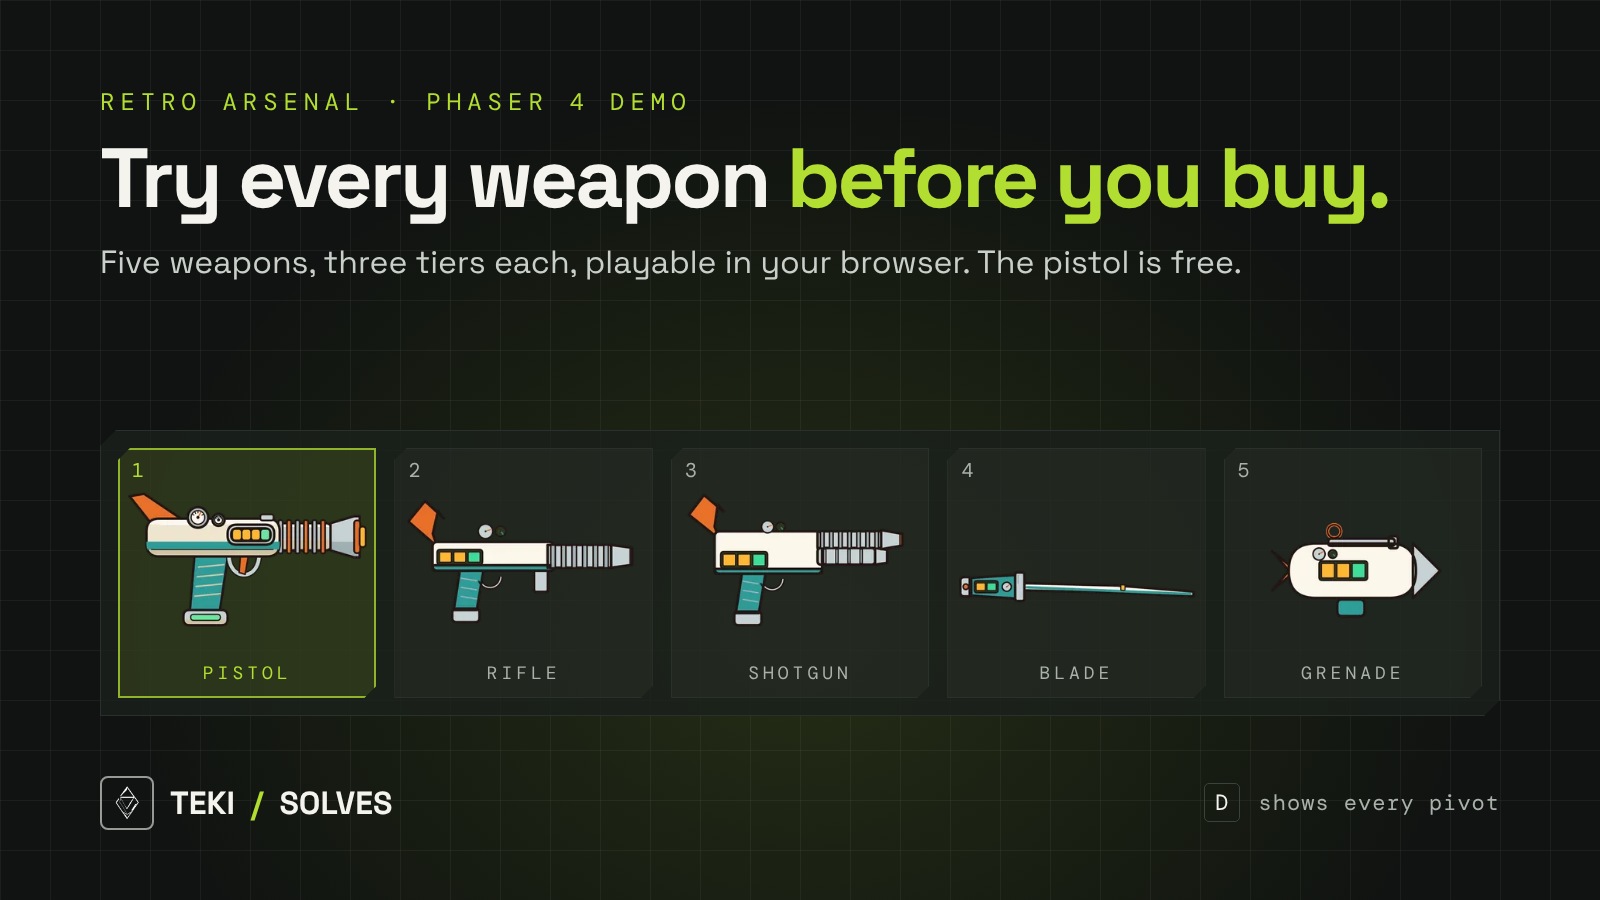 RETRO ARSENAL · PHASER 4 DEMO
Try every weapon before you buy.
Five weapons, three tiers each, playable in your browser. The pistol is free.
1
PISTOL
2
RIFLE
3
SHOTGUN
4
BLADE
5
GRENADE
TEKI / SOLVES
D shows every pivot